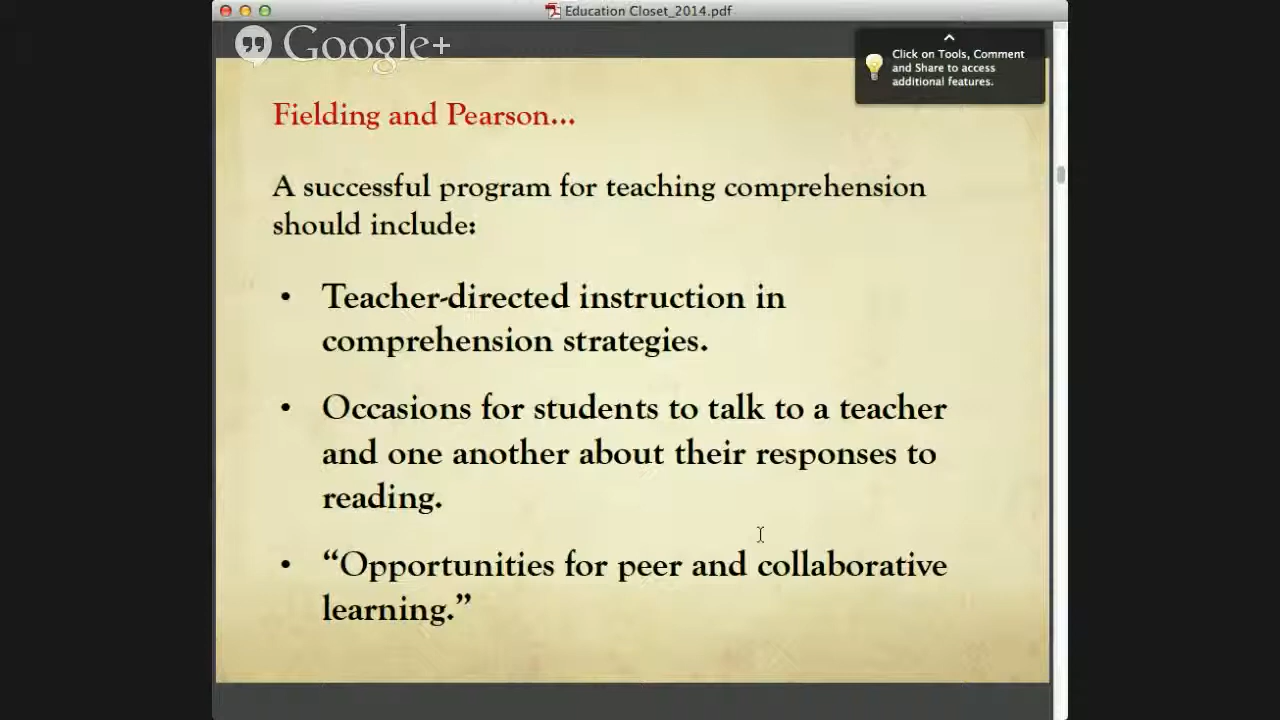 Education Closet_2014.pdf
Google+
Click on Tools, Comment
and Share to access
additional features.
Fielding and Pearson...
A successful program for teaching comprehension
should include:
• Teacher-directed instruction in
comprehension strategies.
• Occasions for students to talk to a teacher
and one another about their responses to
reading.
• “Opportunities for peer and collaborative
learning.”